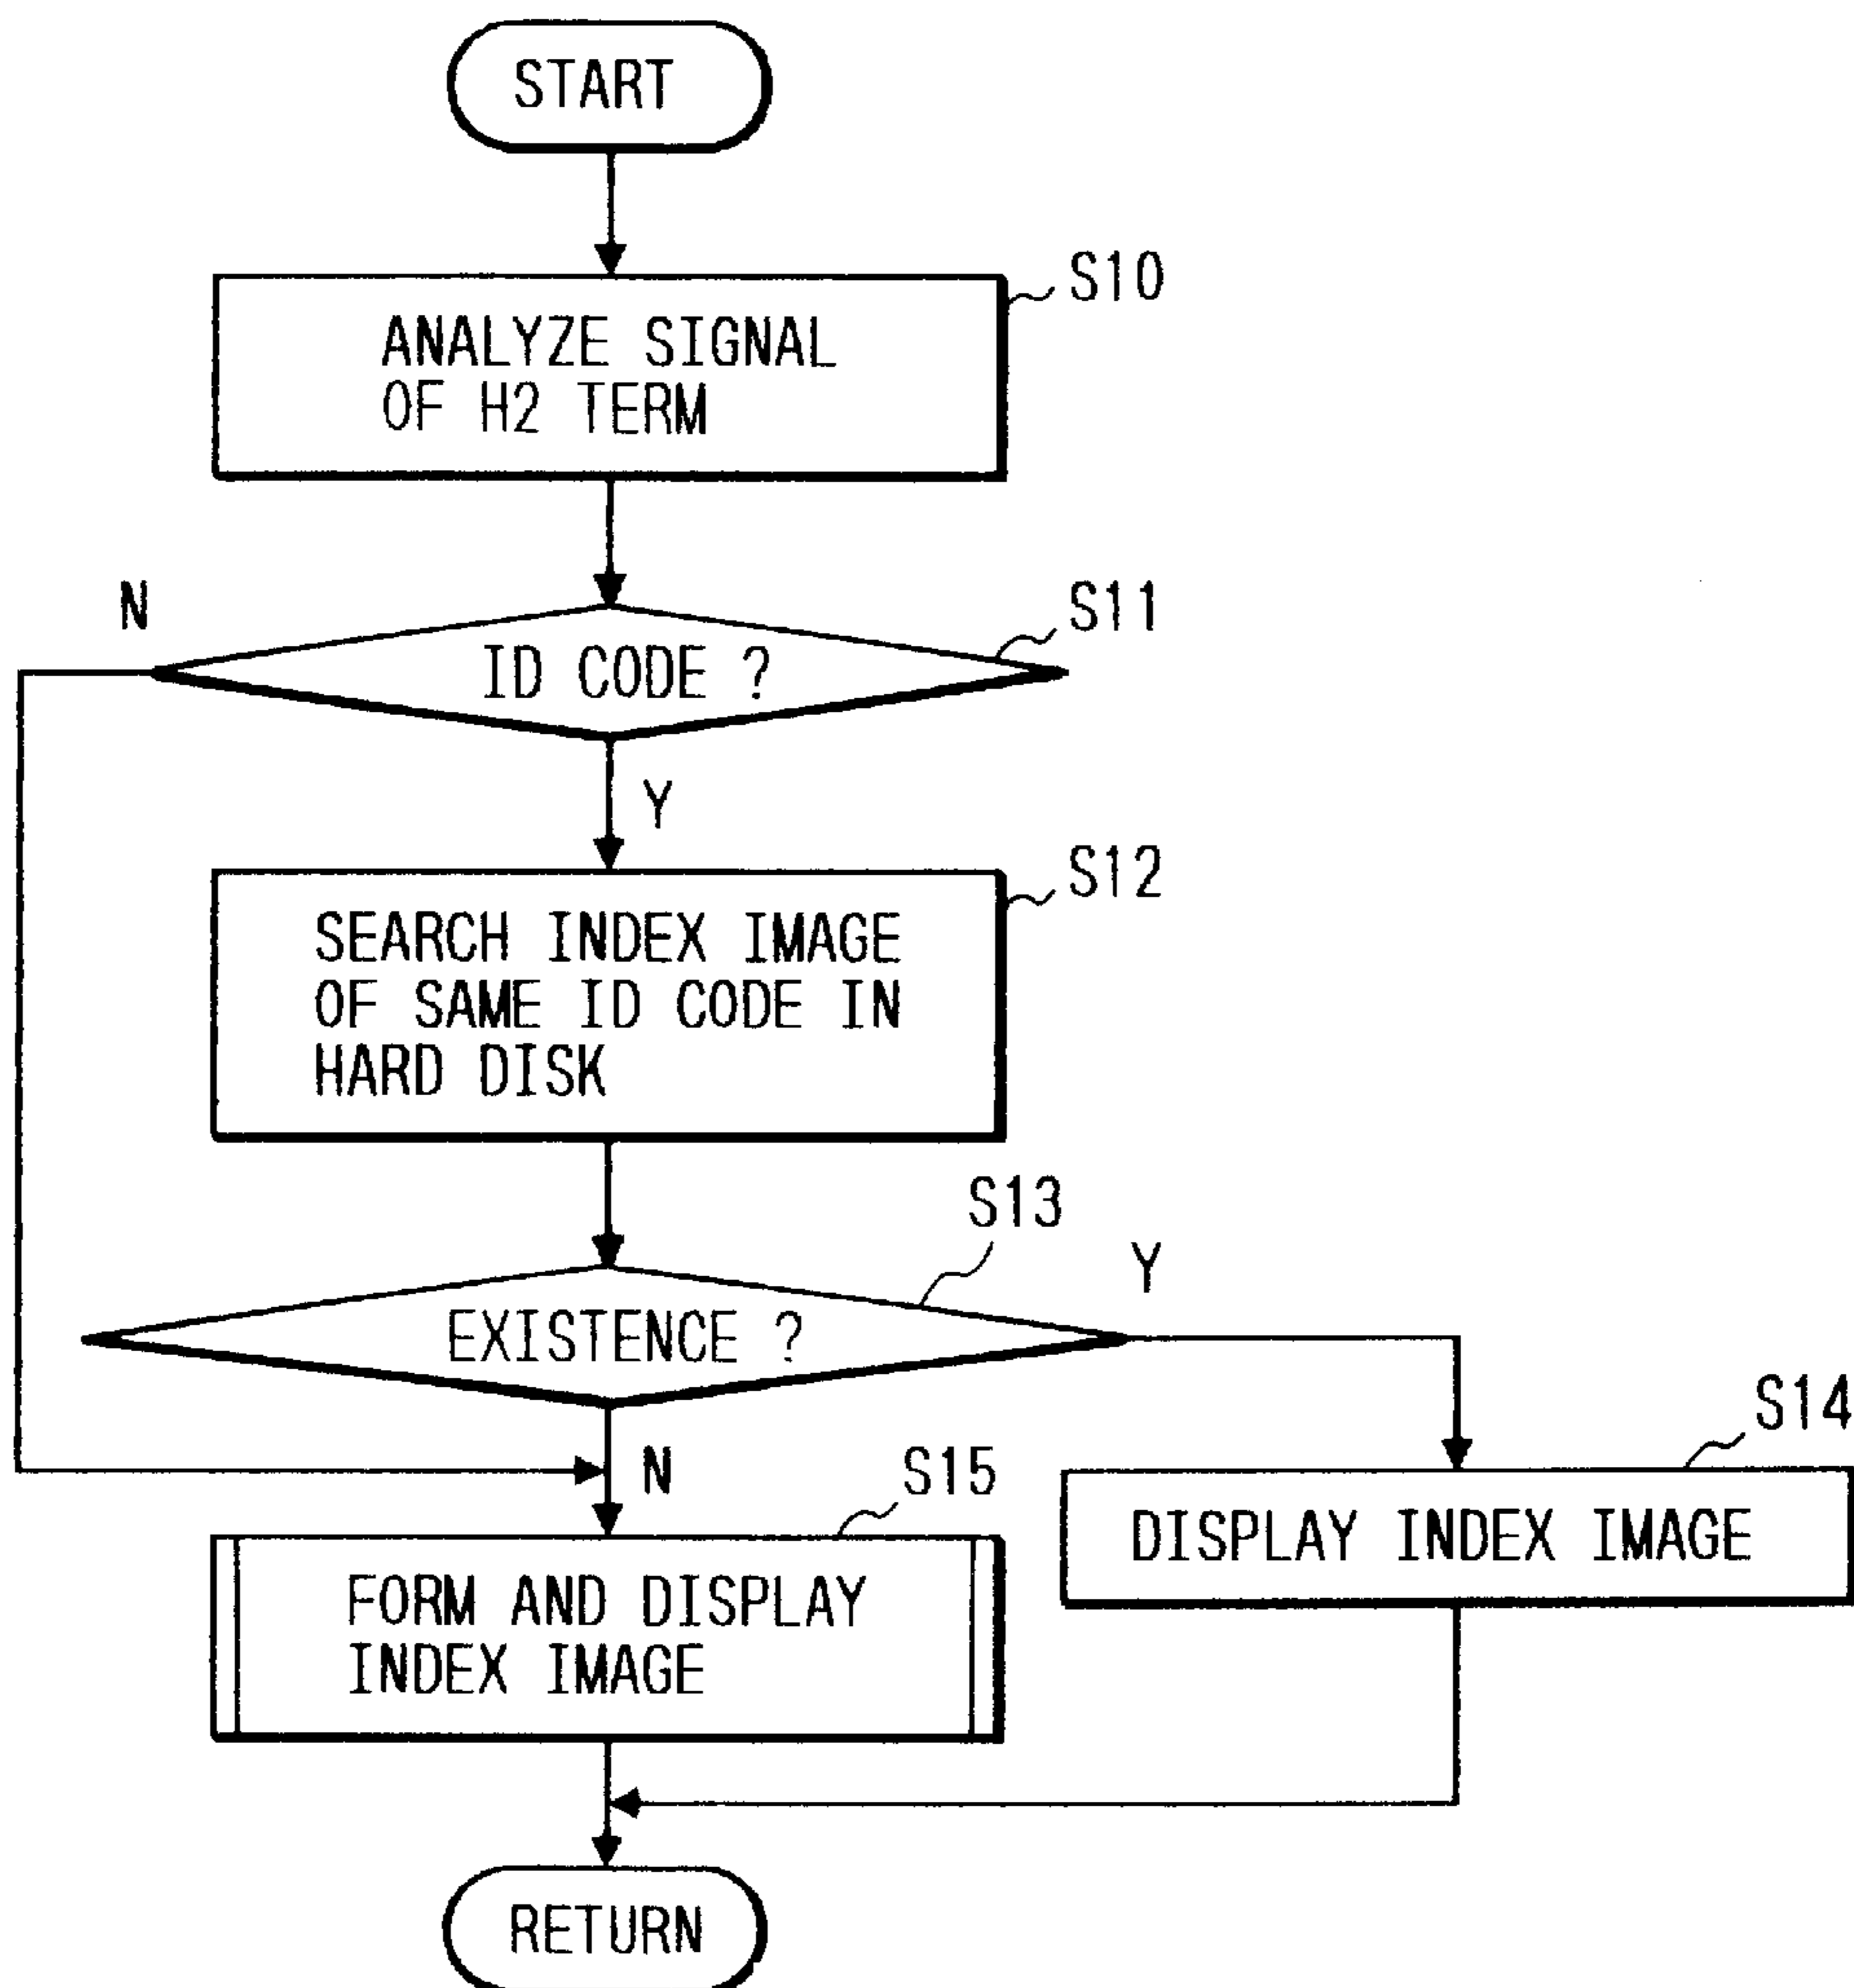 START
S10
ANALYZE SIGNAL
OF H2 TERM
N
S11
ID CODE ?
Y
S12
SEARCH INDEX IMAGE
OF SAME ID CODE IN
HARD DISK
S13
Y
EXISTENCE ?
S14
N
S15
DISPLAY INDEX IMAGE
FORM AND DISPLAY
INDEX IMAGE
RETURN